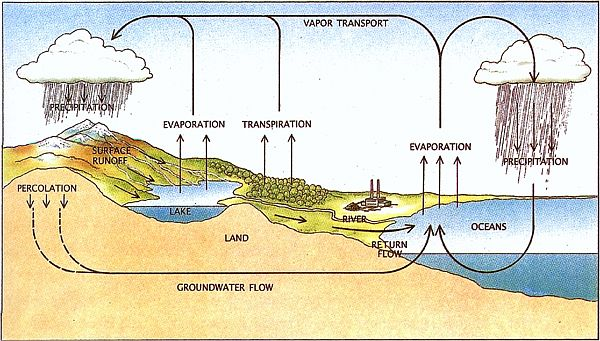 VAPOR TRANSPORT
PRECIPITATION
EVAPORATION
TRANSPIRATION
EVAPORATION
PRECIPITATION
SURFACE
RUNOFF
PERCOLATION
LAKE
RIVER
OCEANS
LAND
RETURN
FLOW
GROUNDWATER FLOW